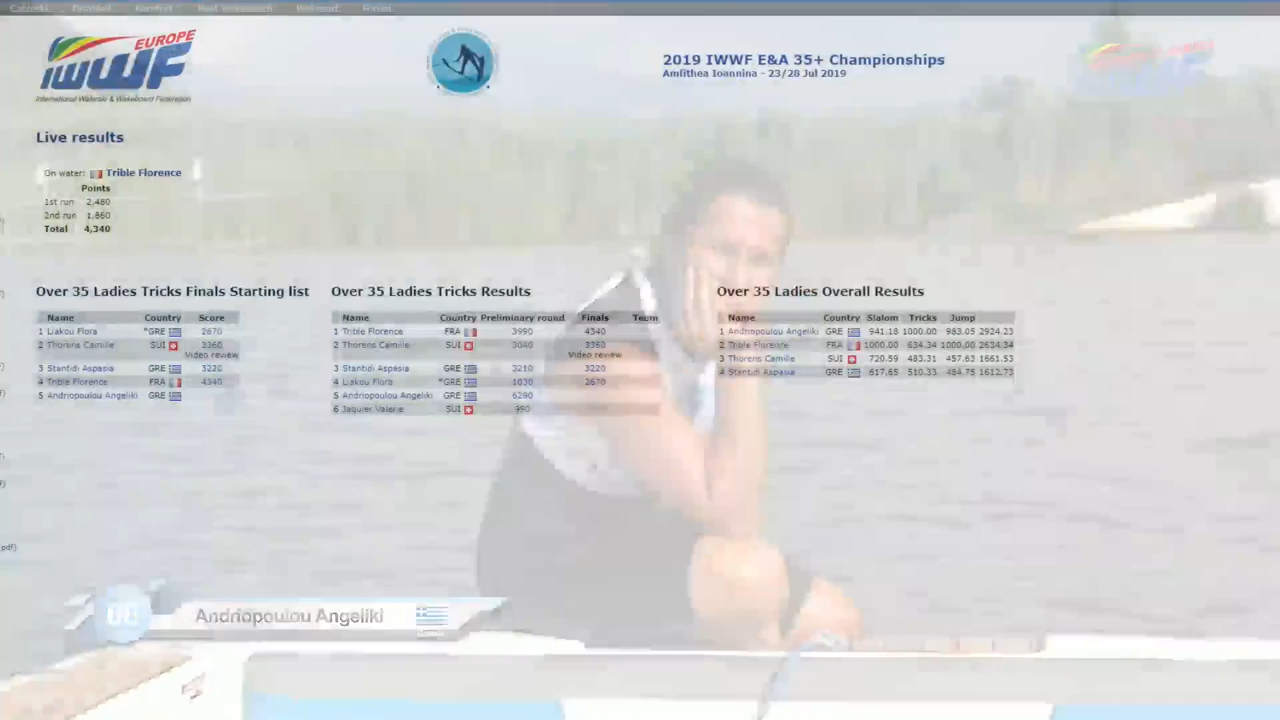 EUROPE
IWWF
International Waterski & Wakeboard Federation
2019 IWWF E&A 35+ Championships
Amfithea Ioannina - 23/28 Jul 2019
Live results
On water: Trible Florence
Points
1st run 2,480
2nd run 1,860
Total 4,340
Over 35 Ladies Tricks Finals Starting list
Name Country Score
1 Liakou Flora *GRE 2670
2 Thorens Camille SUI 3360
Video review
3 Stantidi Aspasia GRE 3220
4 Trible Florence FRA 4340
5 Andriopoulou Angeliki GRE
Over 35 Ladies Tricks Results
Name Country Preliminary round Finals Team
1 Trible Florence FRA 3990 4340
2 Thorens Camille SUI 3040 3360
Video review
3 Stantidi Aspasia GRE 3210 3220
4 Liakou Flora *GRE 1030 2670
5 Andriopoulou Angeliki GRE 6290
6 Jaquier Valerie SUI 990
Over 35 Ladies Overall Results
Name Country Slalom Tricks Jump
1 Andriopoulou Angeliki GRE 941.18 1000.00 983.05 2924.23
2 Trible Florence FRA 1000.00 634.34 1000.00 2634.34
3 Thorens Camille SUI 720.59 483.31 457.63 1661.53
4 Stantidi Aspasia GRE 617.65 510.33 484.75 1612.73
pdf)
Andriopoulou Angeliki